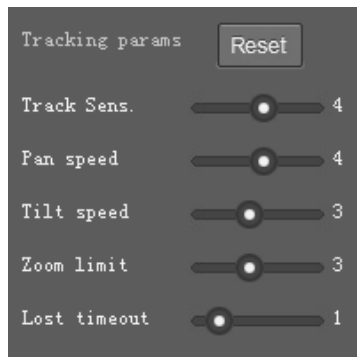 Tracking params Reset
Track Sens. 4
Pan speed 4
Tilt speed 3
Zoom limit 3
Lost timeout 1